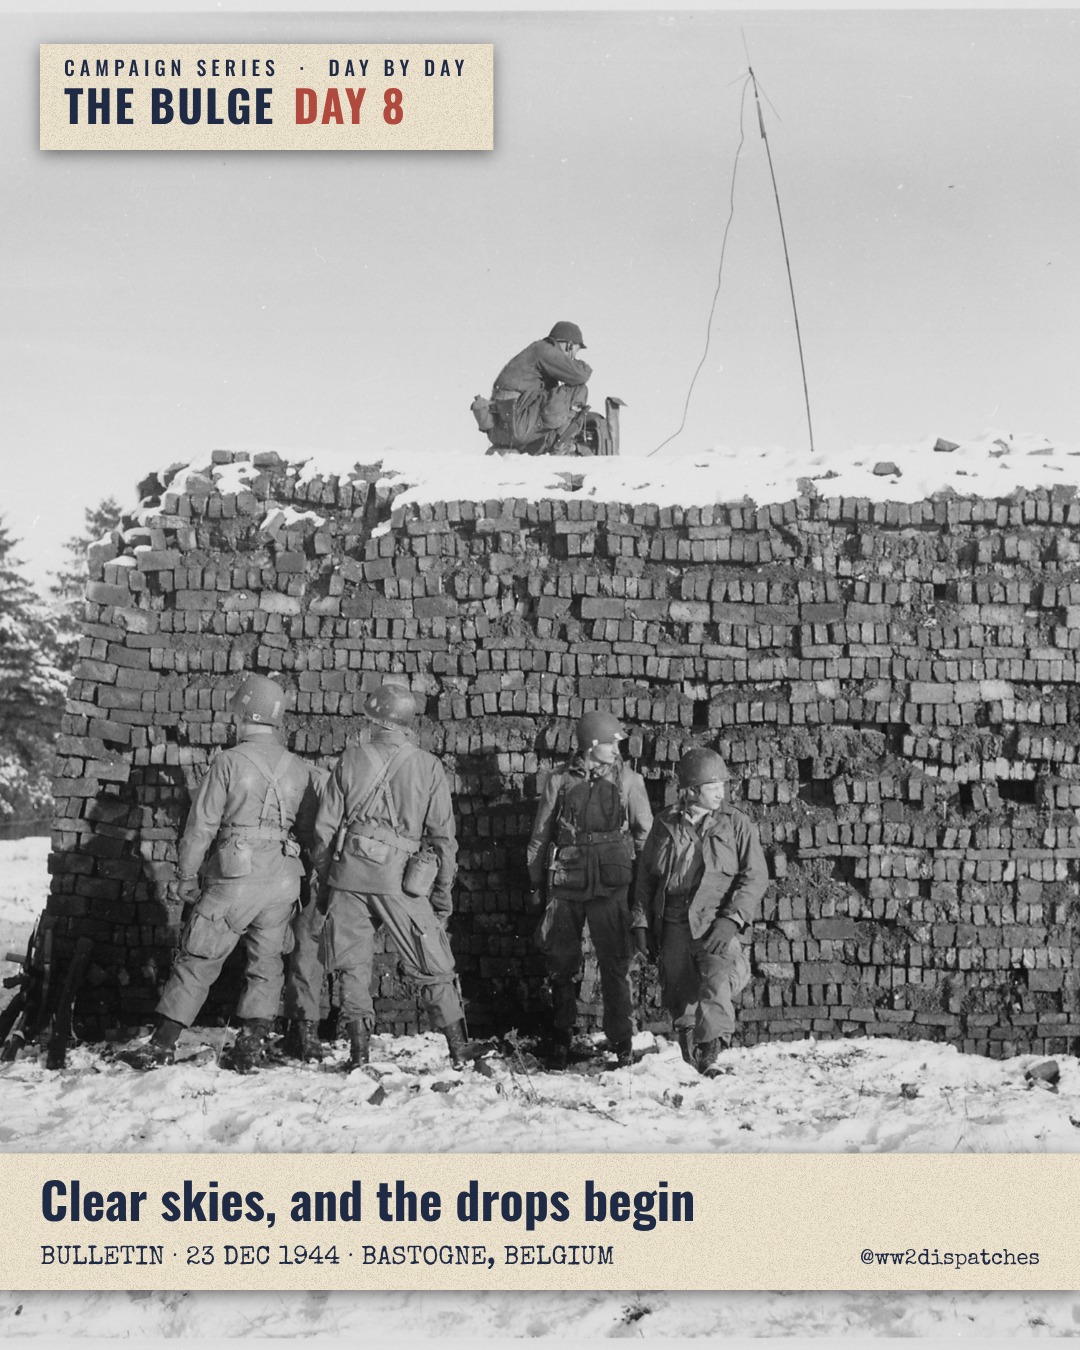 CAMPAIGN SERIES · DAY BY DAY
THE BULGE DAY 8
Clear skies, and the drops begin
BULLETIN · 23 DEC 1944 · BASTOGNE, BELGIUM
@ww2dispatches